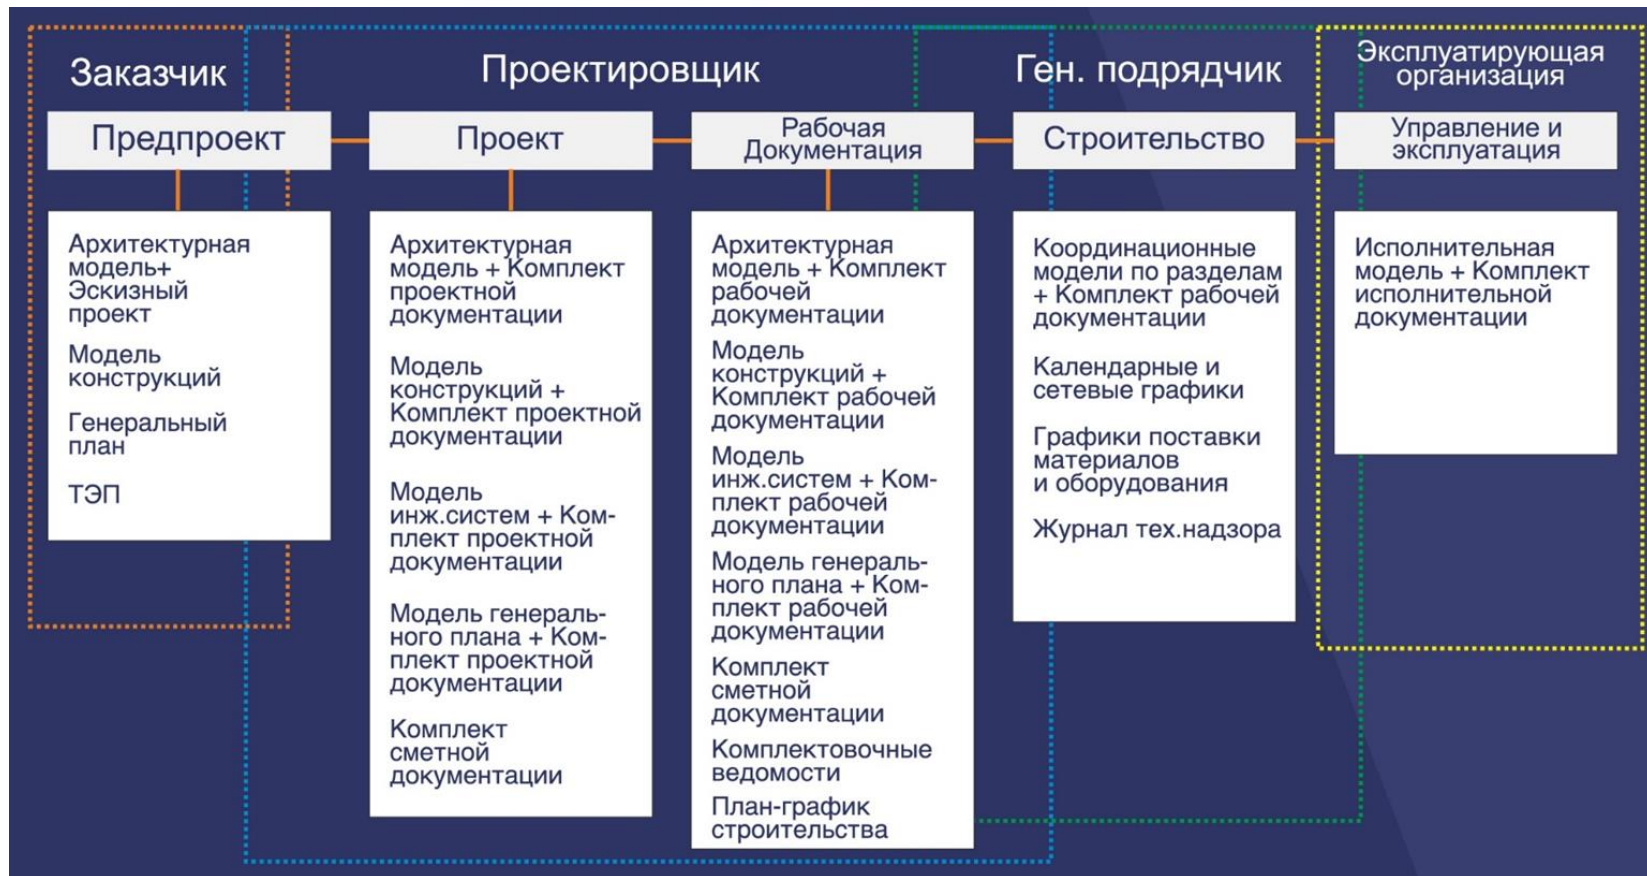 Заказчик
Проектировщик
Ген. подрядчик
Эксплуатирующая
организация
Предпроект
Проект
Рабочая
Документация
Строительство
Управление и
эксплуатация
Архитектурная
модель+
Эскизный
проект
Модель
конструкций
Генеральный
план
ТЭП
Архитектурная
модель + Комплект
проектной
документации
Модель
конструкций +
Комплект проектной
документации
Модель
инж.систем + Ком-
плект проектной
документации
Модель генераль-
ного плана + Ком-
плект проектной
документации
Комплект
сметной
документации
Архитектурная
модель + Комплект
рабочей
документации
Модель
конструкций +
Комплект рабочей
документации
Модель
инж.систем + Ком-
плект рабочей
документации
Модель генераль-
ного плана + Ком-
плект рабочей
документации
Комплект
сметной
документации
Комплектовочные
ведомости
План-график
строительства
Координационные
модели по разделам
+ Комплект рабочей
документации
Календарные и
сетевые графики
Графики поставки
материалов
и оборудования
Журнал тех.надзора
Исполнительная
модель + Комплект
исполнительной
документации